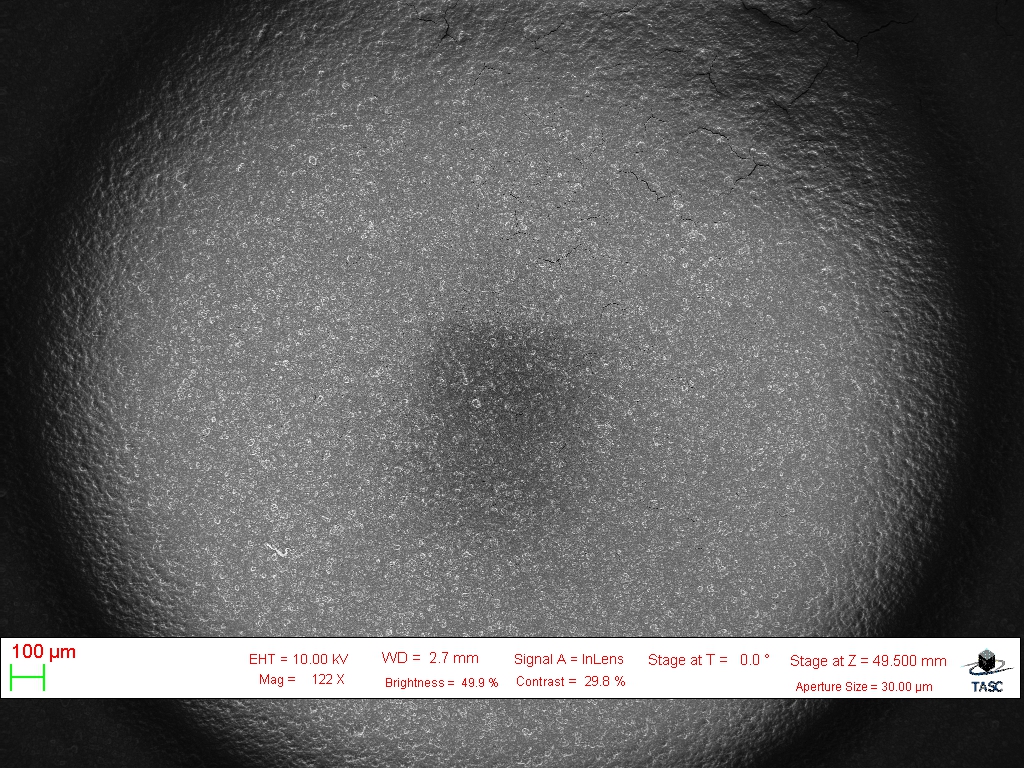 100 µm
EHT = 10.00 kV
WD = 2.7 mm
Signal A = InLens
Stage at T = 0.0 °
Stage at Z = 49.500 mm
Mag = 122 X
Brightness = 49.9 %
Contrast = 29.8 %
Aperture Size = 30.00 µm
TASC